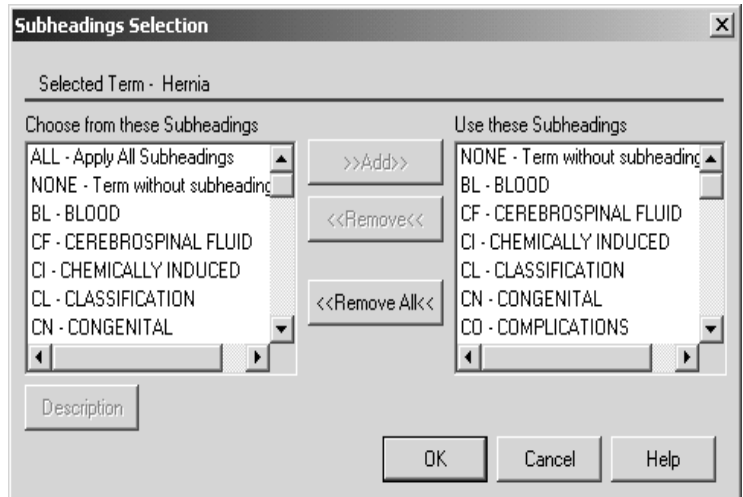 Subheadings Selection
Selected Term - Hernia
Choose from these Subheadings
ALL - Apply All Subheadings
NONE - Term without subheading
BL - BLOOD
CF - CEREBROSPINAL FLUID
CI - CHEMICALLY INDUCED
CL - CLASSIFICATION
CN - CONGENITAL
>>Add>>
<<Remove<<
<<Remove All<<
Use these Subheadings
NONE - Term without subheading
BL - BLOOD
CF - CEREBROSPINAL FLUID
CI - CHEMICALLY INDUCED
CL - CLASSIFICATION
CN - CONGENITAL
CO - COMPLICATIONS
Description
OK
Cancel
Help